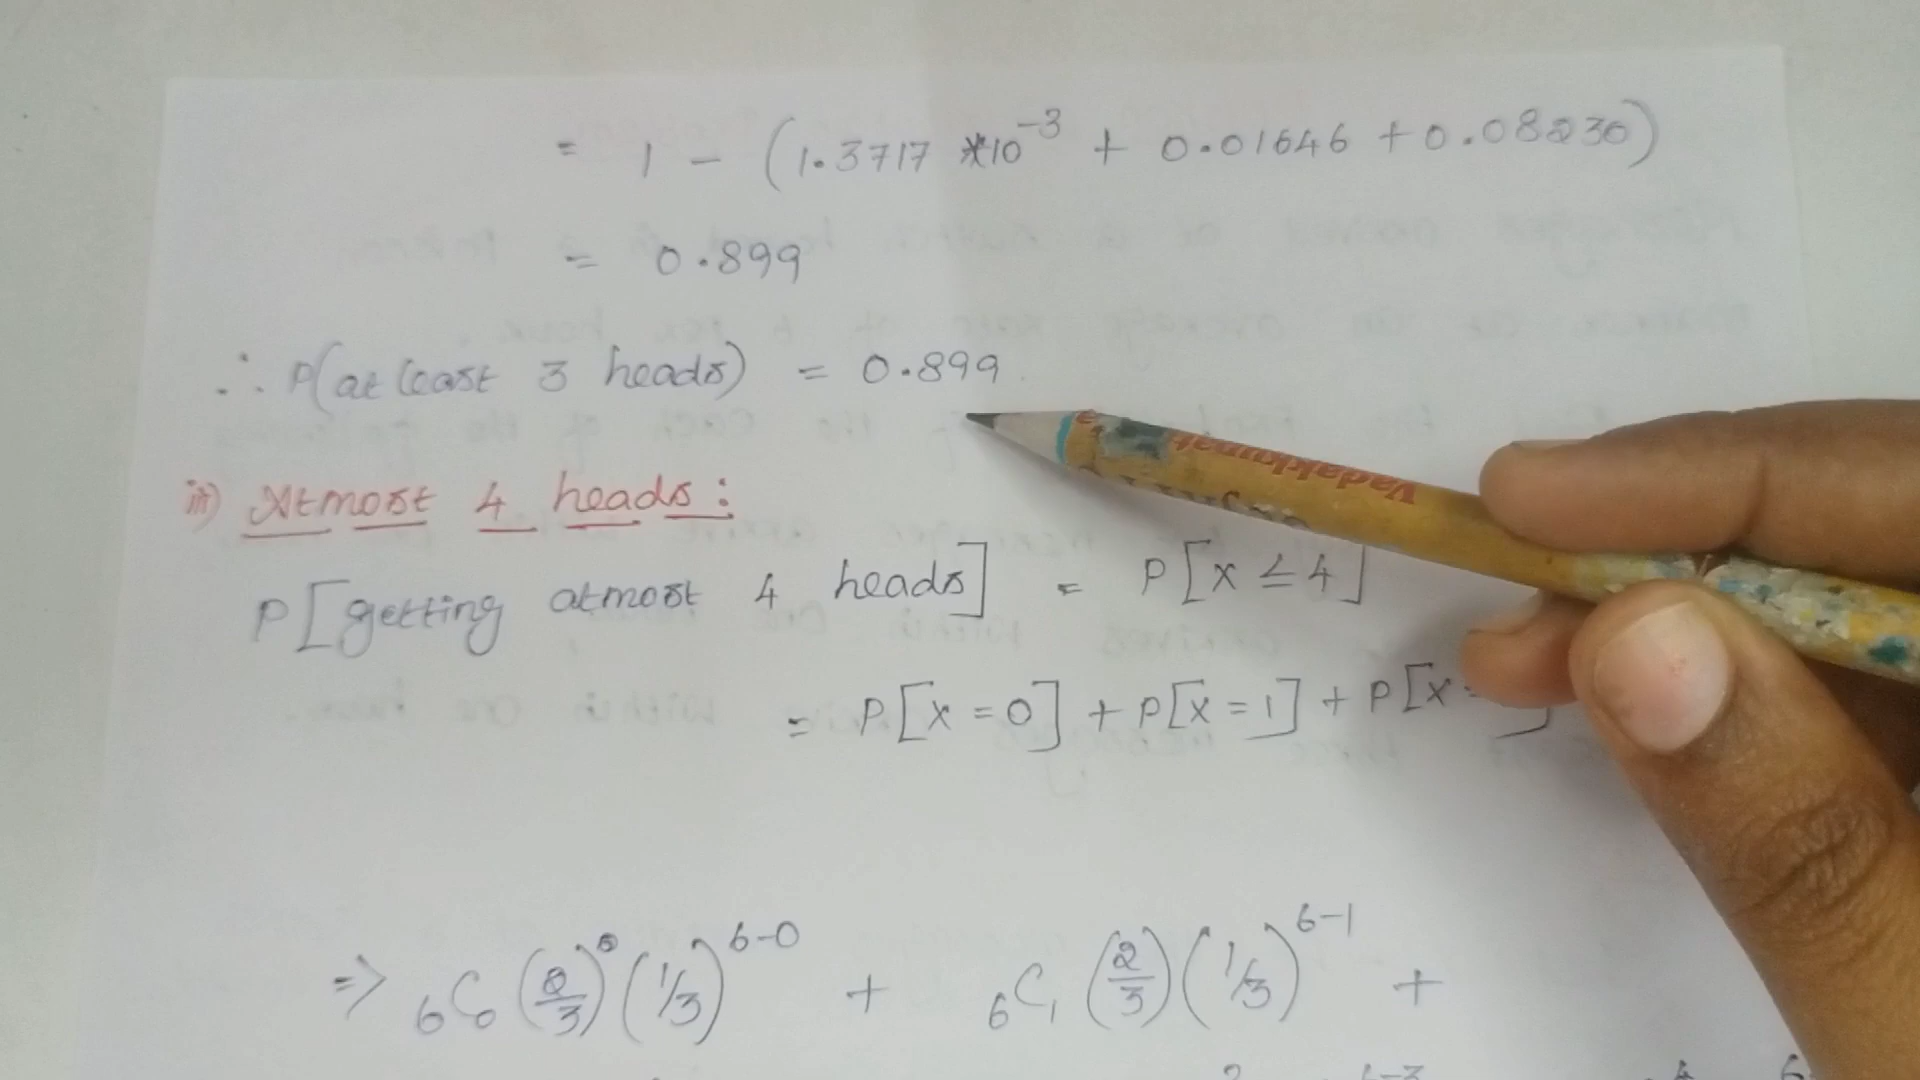 = 1 - (1.3717 *10^-3 + 0.01646 + 0.08230)
= 0.899
∴ P(at least 3 heads) = 0.899
iii) Atmost 4 heads:
P[getting atmost 4 heads] = P[x ≤ 4]
= P[x = 0] + P[x = 1] + P[x
=> 6C0 (2/3)^0 (1/3)^6-0 + 6C1 (2/3) (1/3)^6-1 +
Vadakkupat